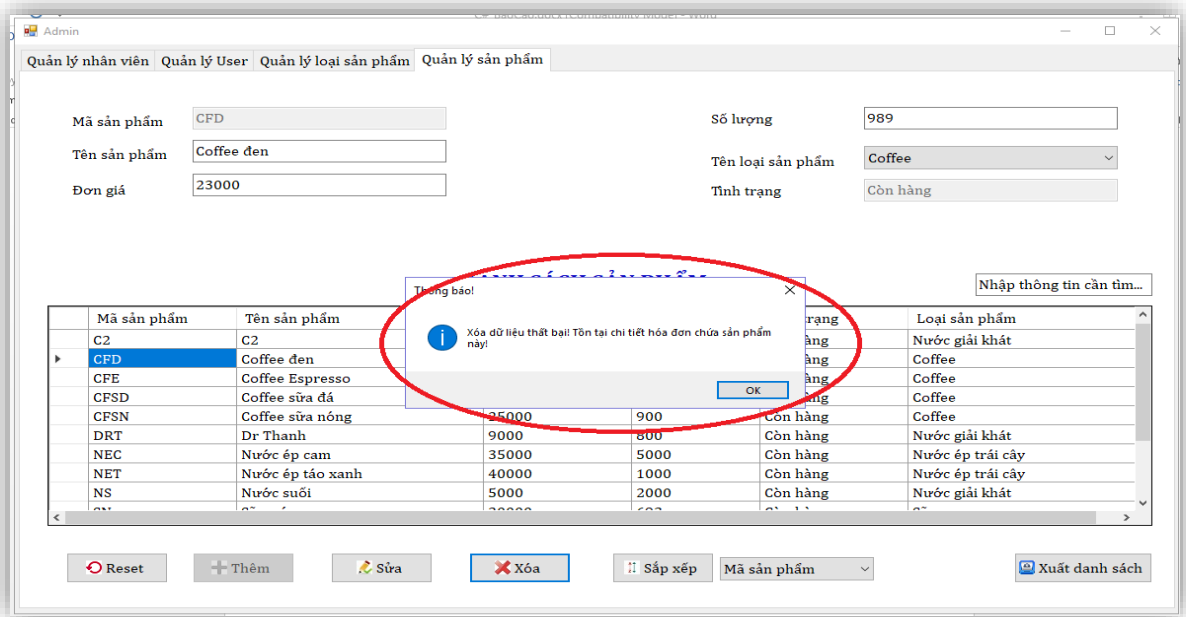 Admin
Quản lý nhân viên Quản lý User Quản lý loại sản phẩm Quản lý sản phẩm
Mã sản phẩm CFD Số lượng 989
Tên sản phẩm Coffee đen Tên loại sản phẩm Coffee
Đơn giá 23000 Tình trạng Còn hàng
SÁCH SẢN PHẨM
Nhập thông tin cần tìm...
Thông báo!
Xóa dữ liệu thất bại! Tồn tại chi tiết hóa đơn chứa sản phẩm
này!
OK
Mã sản phẩm Tên sản phẩm trạng Loại sản phẩm
C2 C2 Nước giải khát
CFD Coffee đen Coffee
CFE Coffee Espresso Coffee
CFSD Coffee sữa đá Coffee
CFSN Coffee sữa nóng 25000 900 Còn hàng Coffee
DRT Dr Thanh 9000 800 Còn hàng Nước giải khát
NEC Nước ép cam 35000 5000 Còn hàng Nước ép trái cây
NET Nước ép táo xanh 40000 1000 Còn hàng Nước ép trái cây
NS Nước suối 5000 2000 Còn hàng Nước giải khát
Reset Thêm Sửa Xóa Sắp xếp Mã sản phẩm Xuất danh sách